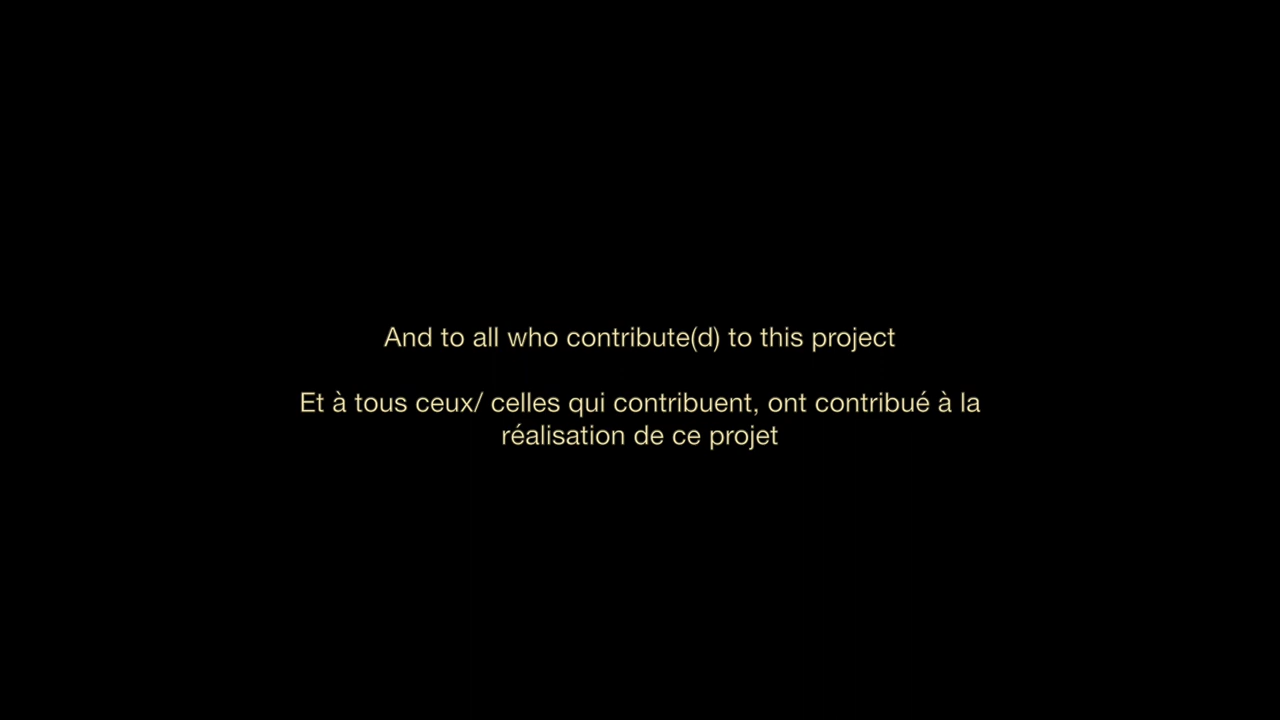 And to all who contribute(d) to this project
Et à tous ceux/ celles qui contribuent, ont contribué à la
réalisation de ce projet